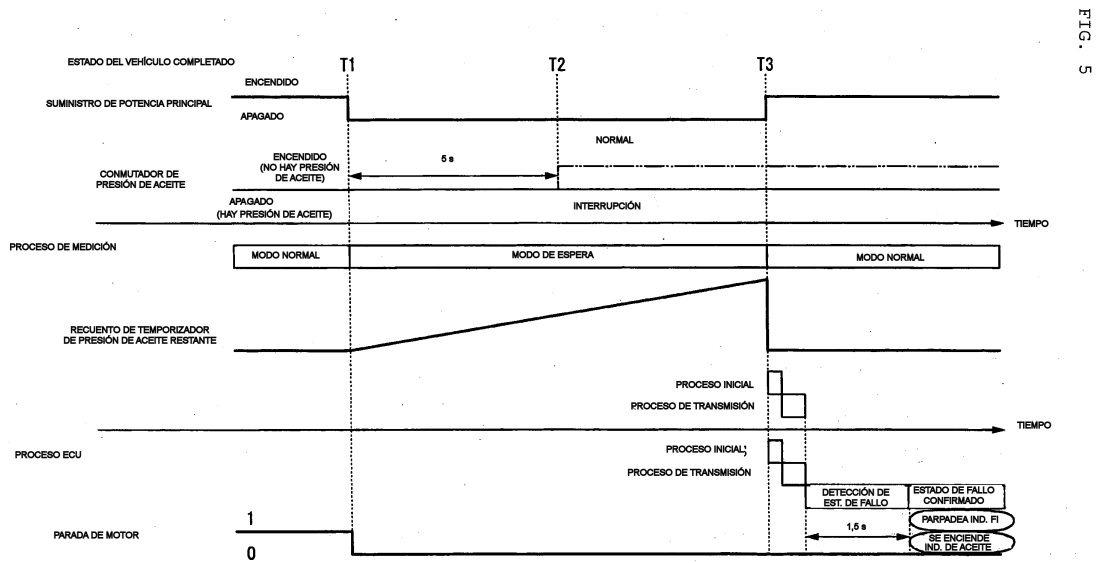 FIG. 5
ESTADO DEL VEHÍCULO COMPLETADO
T1
T2
T3
ENCENDIDO
SUMINISTRO DE POTENCIA PRINCIPAL
APAGADO
NORMAL
ENCENDIDO
(NO HAY PRESIÓN
DE ACEITE)
5 s
CONMUTADOR DE
PRESIÓN DE ACEITE
APAGADO
(HAY PRESIÓN DE ACEITE)
INTERRUPCIÓN
TIEMPO
PROCESO DE MEDICIÓN
MODO NORMAL
MODO DE ESPERA
MODO NORMAL
RECUENTO DE TEMPORIZADOR
DE PRESIÓN DE ACEITE RESTANTE
PROCESO INICIAL
PROCESO DE TRANSMISIÓN
TIEMPO
PROCESO ECU
PROCESO INICIAL;
PROCESO DE TRANSMISIÓN
DETECCIÓN DE
EST. DE FALLO
ESTADO DE FALLO
CONFIRMADO
1
PARADA DE MOTOR
0
1,5 s
PARPADEA IND. FI
SE ENCIENDE
IND. DE ACEITE